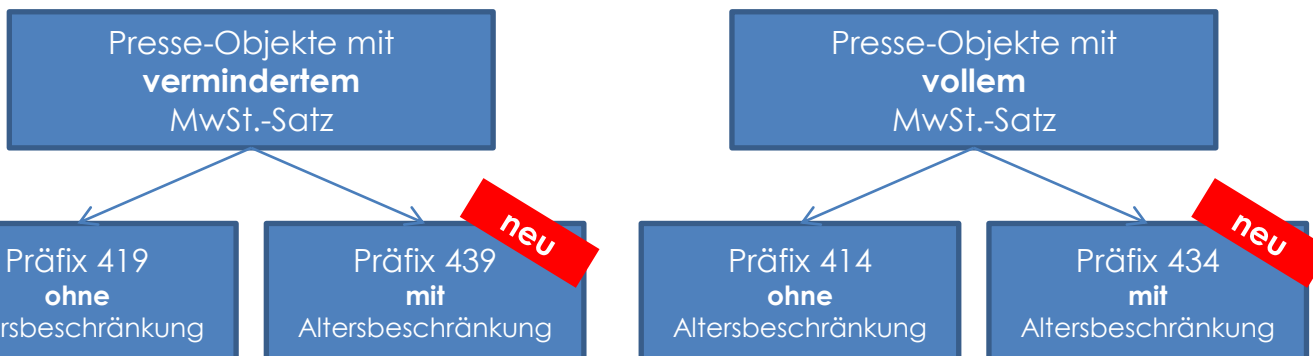 Presse-Objekte mit
vermindertem
MwSt.-Satz
Presse-Objekte mit
vollem
MwSt.-Satz
Präfix 419
ohne
rsbeschränkung
Präfix 439
mit
Altersbeschränkung
neu
Präfix 414
ohne
Altersbeschränkung
Präfix 434
mit
Altersbeschränkung
neu